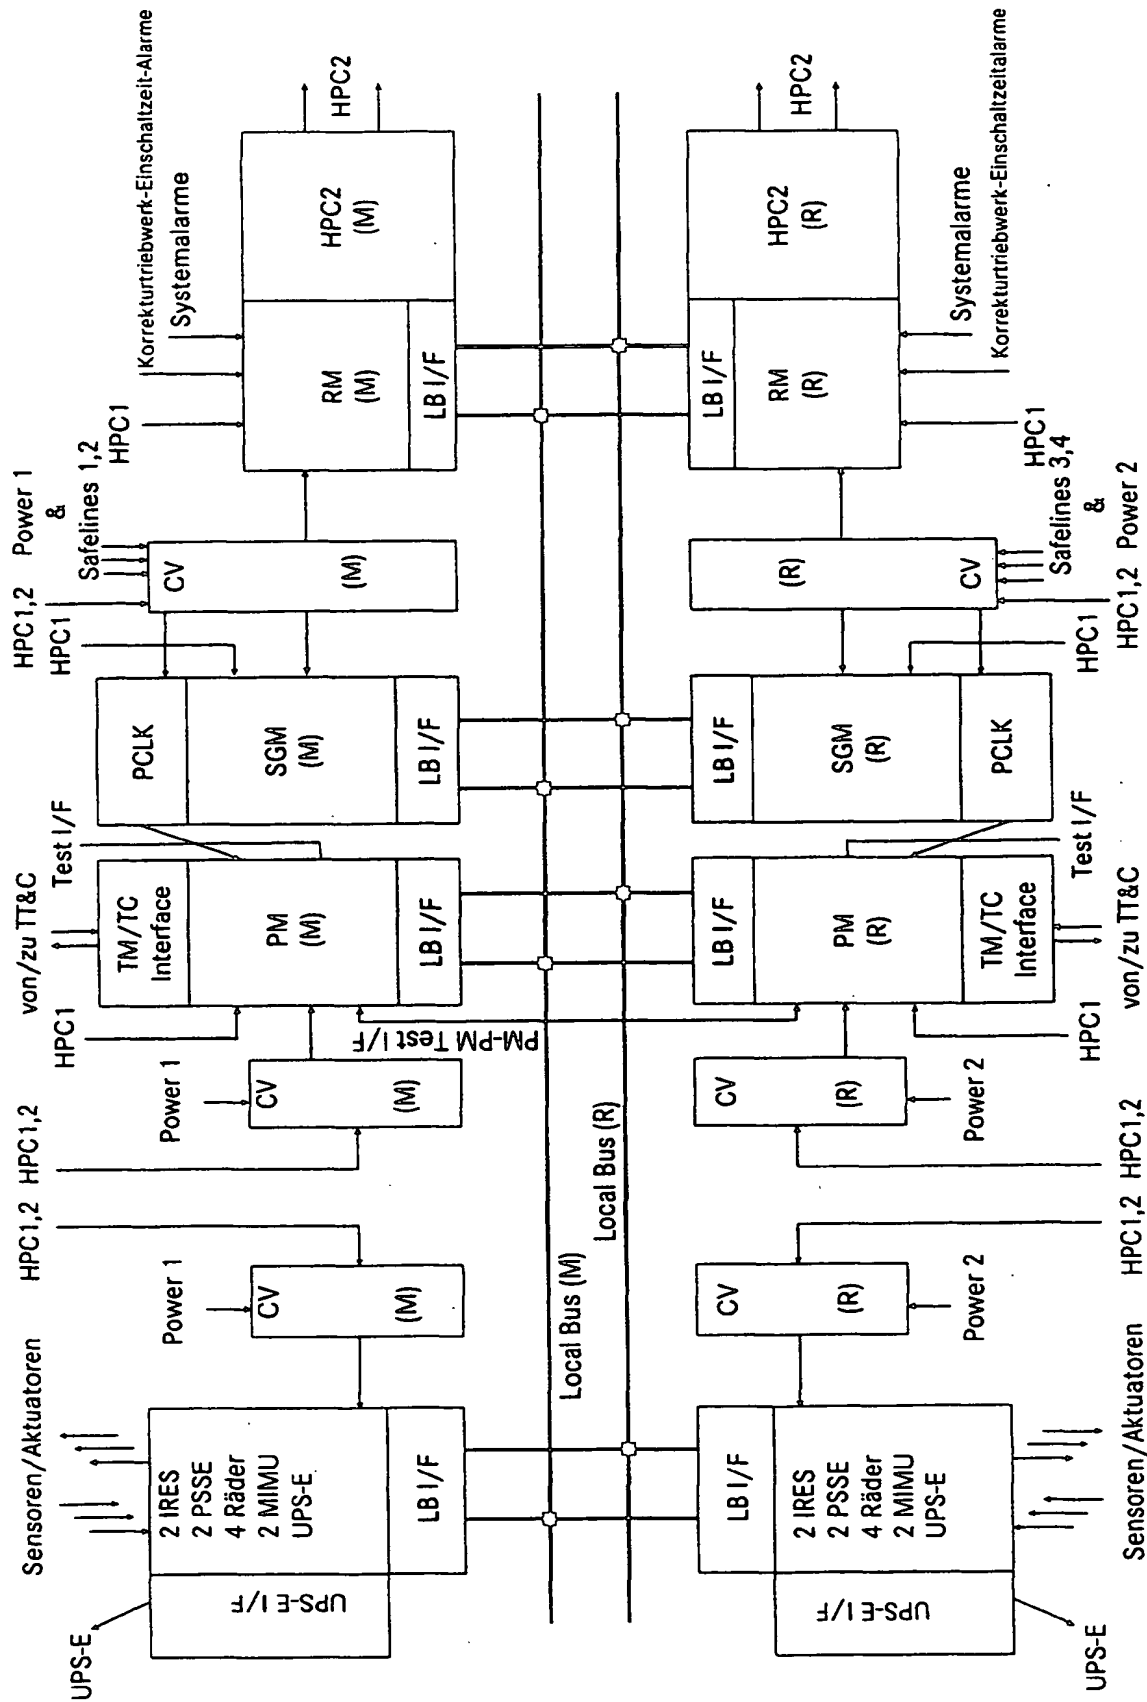 Sensoren/Aktuatoren
HPC1,2
HPC1,2
HPC1
von/zu TT&C
Test I/F
HPC1,2
HPC1
Power 1
&
Safelines 1,2
HPC1
Korrekturtriebwerk-Einschaltzeit-Alarme
Systemalarme
UPS-E
Power 1
Power 1
UPS-E I/F
2 IRES
2 PSSE
4 Räder
2 MIMU
UPS-E
LB I/F
CV
(M)
CV
(M)
TM/TC
Interface
PM
(M)
LB I/F
PCLK
SGM
(M)
LB I/F
CV
(M)
RM
(M)
LB I/F
HPC2
(M)
HPC2
PM-PM Test I/F
Local Bus (M)
Local Bus (R)
UPS-E I/F
LB I/F
2 IRES
2 PSSE
4 Räder
2 MIMU
UPS-E
CV
(R)
CV
(R)
LB I/F
PM
(R)
TM/TC
Interface
LB I/F
SGM
(R)
PCLK
(R)
CV
LB I/F
RM
(R)
HPC2
(R)
HPC2
UPS-E
Power 2
Power 2
Sensoren/Aktuatoren
HPC1,2
HPC1,2
HPC1
von/zu TT&C
Test I/F
HPC1
HPC1,2
Safelines 3,4
&
Power 2
HPC1
Systemalarme
Korrekturtriebwerk-Einschaltzeitalarme